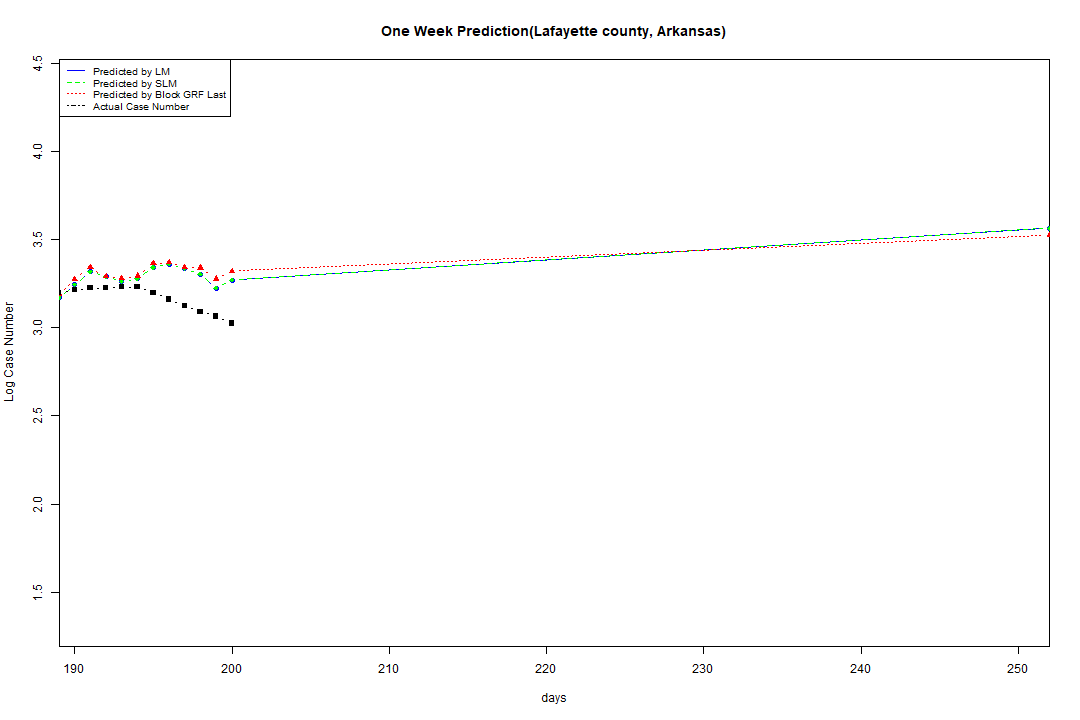 One Week Prediction(Lafayette county, Arkansas)
Predicted by LM
Predicted by SLM
Predicted by Block GRF Last
Actual Case Number
4.5
4.0
3.5
3.0
2.5
2.0
1.5
Log Case Number
190 200 210 220 230 240 250
days